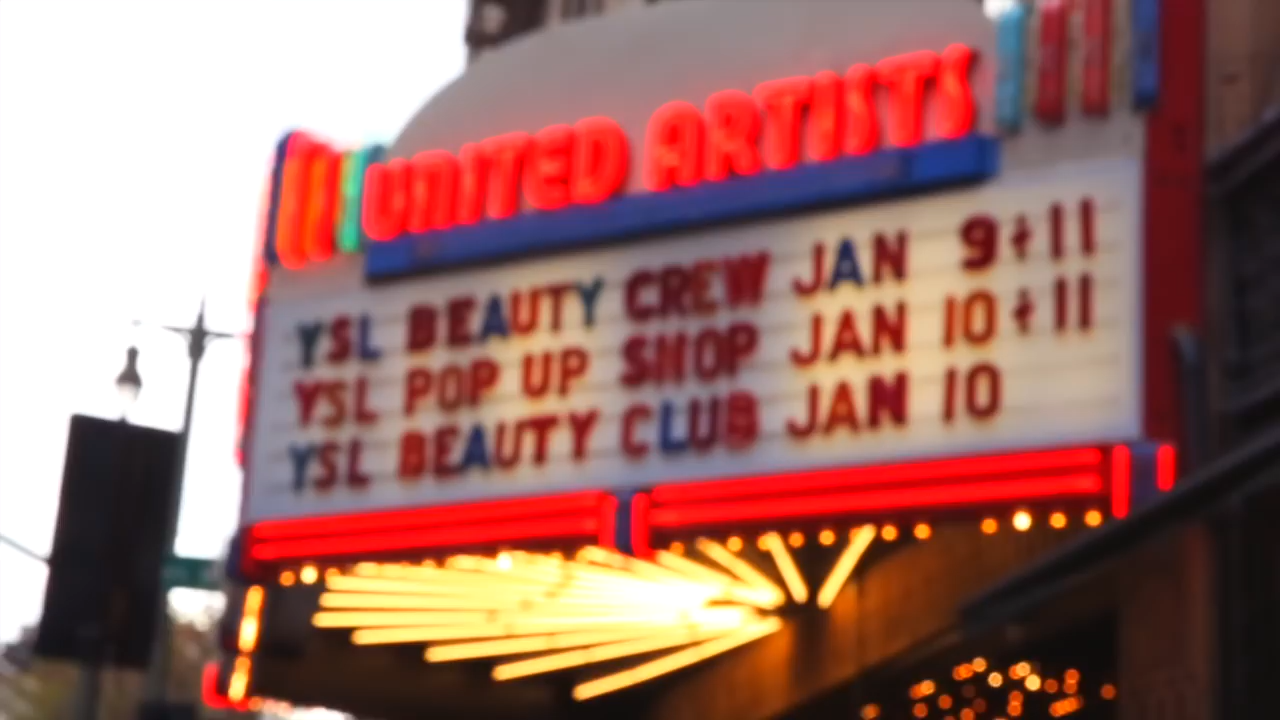 UNITED ARTISTS
YSL BEAUTY CREW JAN 9+11
YSL POP UP SHOP JAN 10+11
YSL BEAUTY CLUB JAN 10